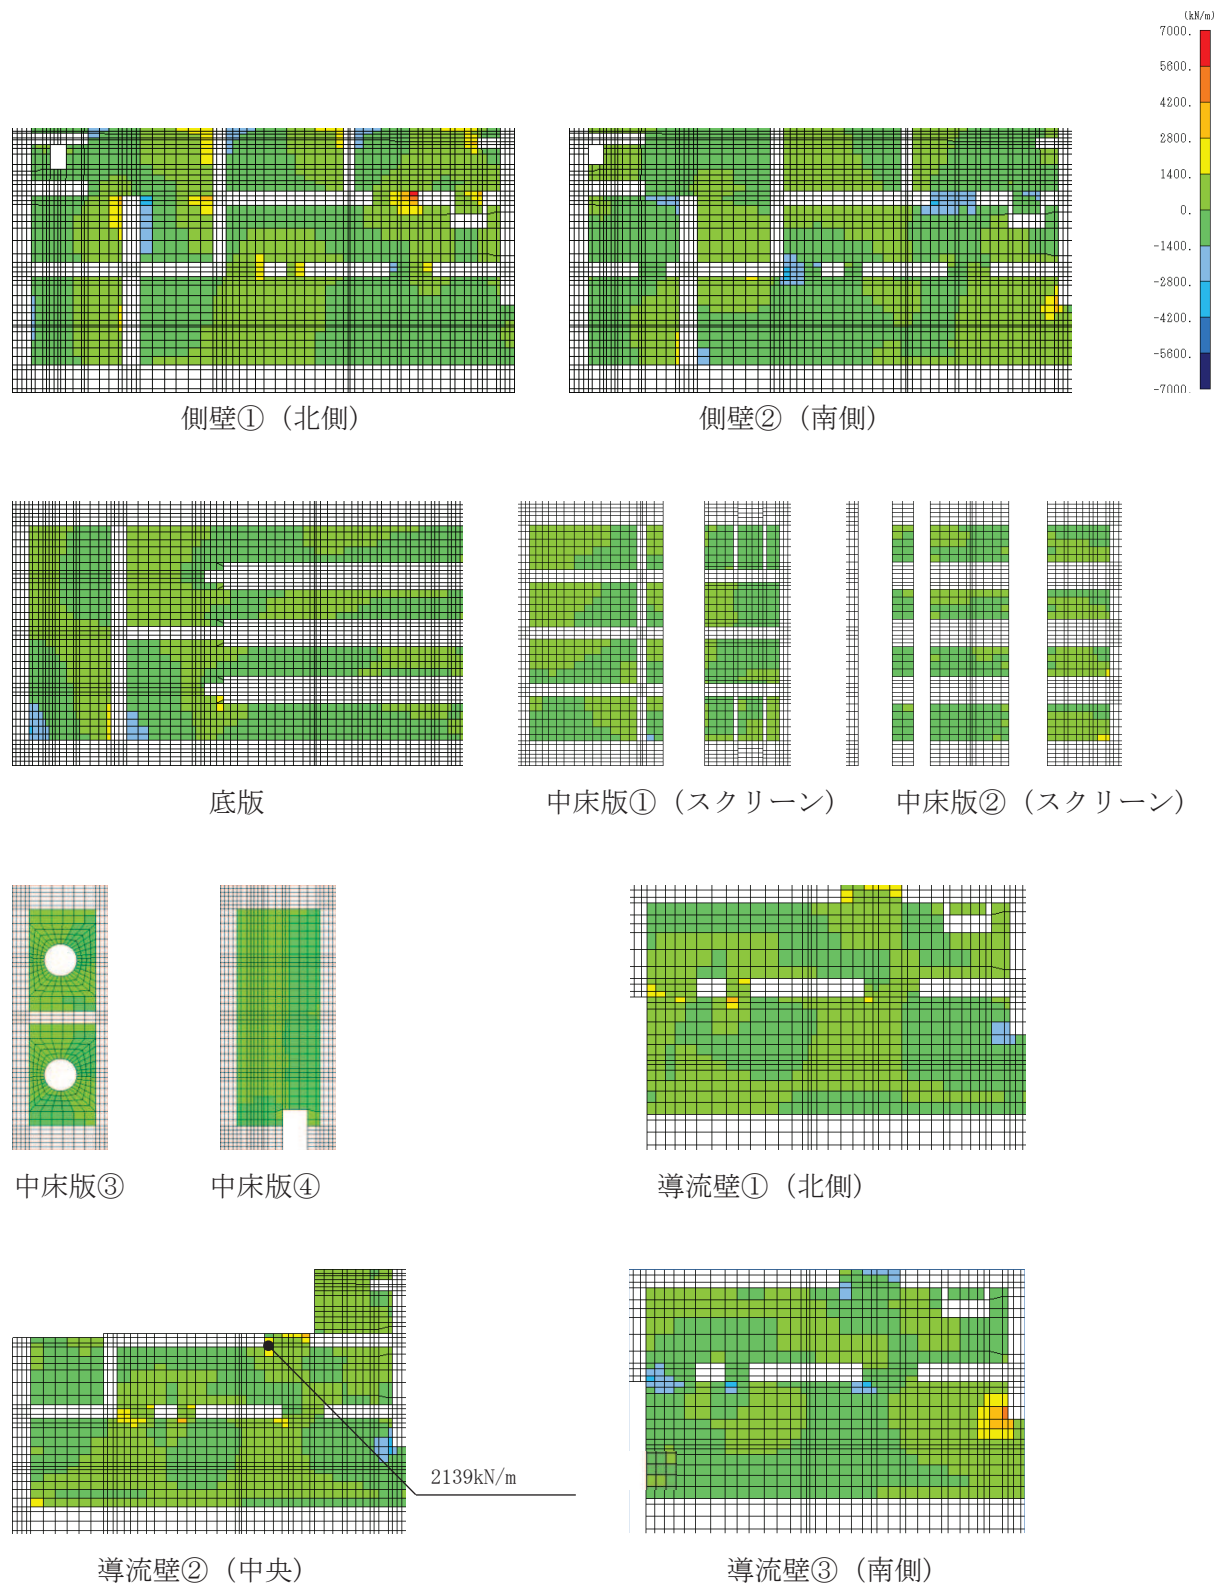 (kN/m)
7000.
5600.
4200.
2800.
1400.
0.
-1400.
-2800.
-4200.
-5600.
-7000.
側壁①（北側）
側壁②（南側）
底版
中床版①（スクリーン）
中床版②（スクリーン）
中床版③
中床版④
導流壁①（北側）
2139kN/m
導流壁②（中央）
導流壁③（南側）